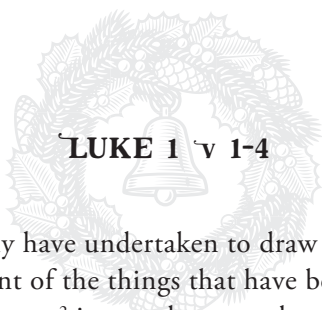 LUKE 1 v 1-4
y have undertaken to draw
nt of the things that have be